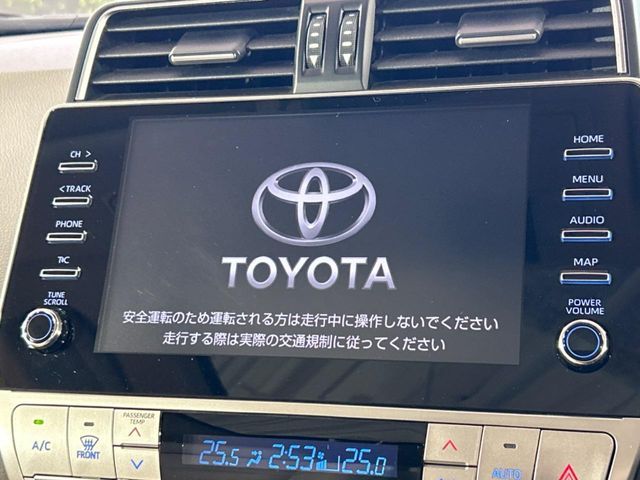 CH >
< TRACK
PHONE
T/C
TUNE
SCROLL
TOYOTA
安全運転のため運転される方は走行中に操作しないでください
走行する際は実際の交通規制に従ってください
HOME
MENU
AUDIO
MAP
POWER
VOLUME
A/C
FRONT
PASSENGER
TEMP
25.5 2:53 25.0
AUTO